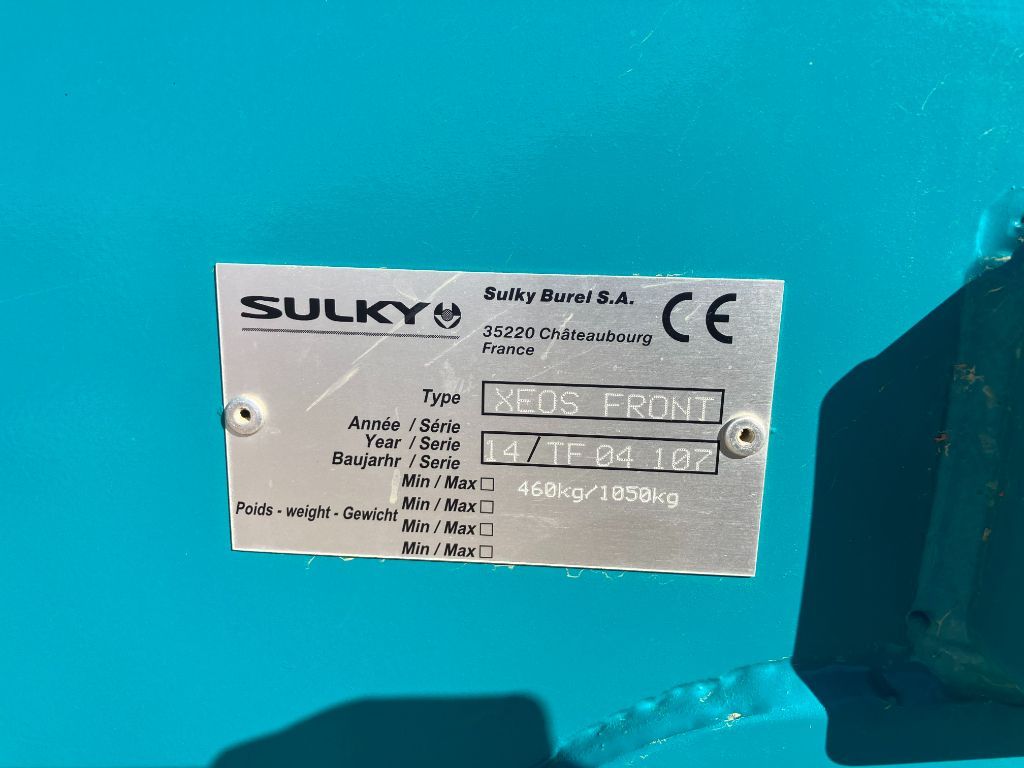 SULKY
Sulky Burel S.A.
35220 Châteaubourg
France
CE
Type XEOS FRONT
Année / Série
Year / Serie 14/TF 04 107
Baujarhr / Serie
Min / Max 460kg/1050kg
Poids - weight - Gewicht Min / Max
Min / Max
Min / Max